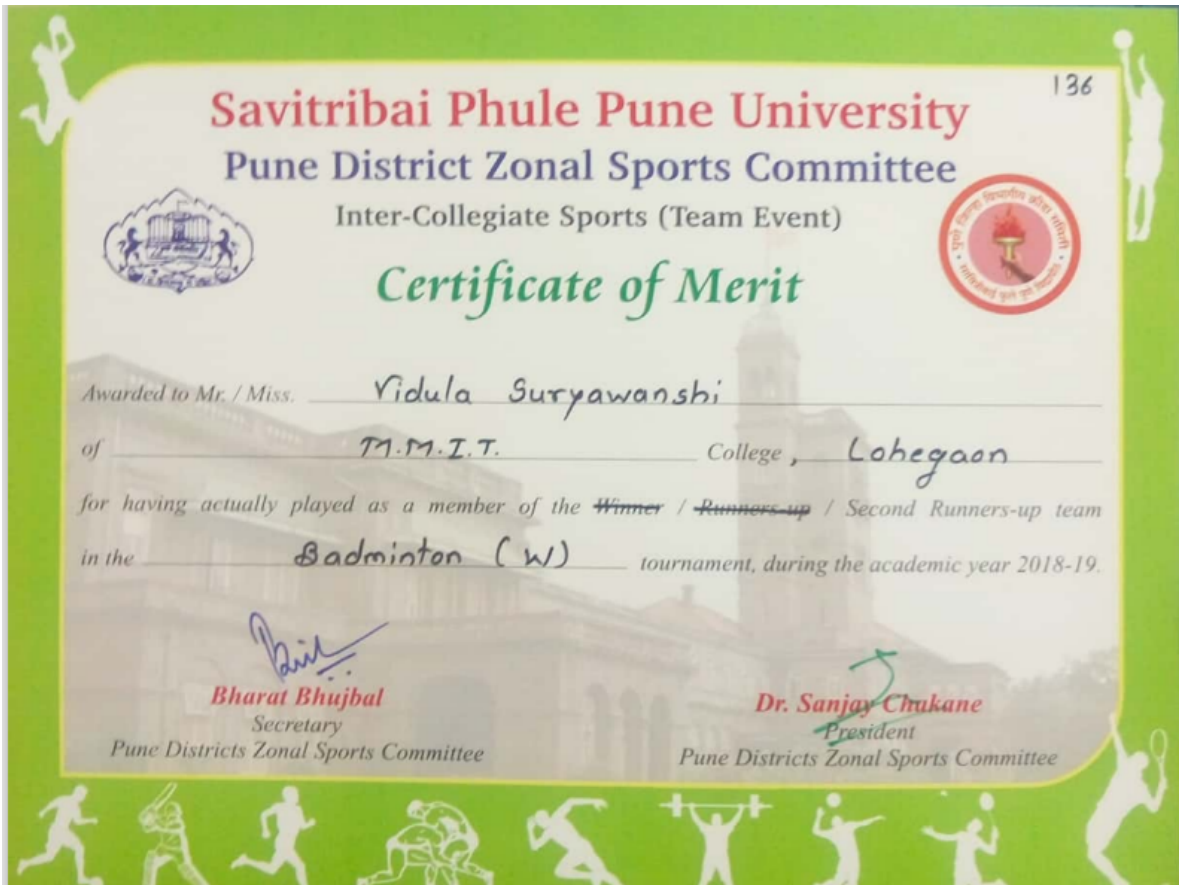 136
Savitribai Phule Pune University
Pune District Zonal Sports Committee
Inter-Collegiate Sports (Team Event)
Certificate of Merit
पुणे जिल्हा विभागीय क्रीडा समिती
सावित्रीबाई फुले पुणे विद्यापीठ
Awarded to Mr. / Miss. Vidula Suryawanshi
of M.M.I.T. College, Lohegaon
for having actually played as a member of the Winner / Runners-up / Second Runners-up team
in the Badminton (W) tournament, during the academic year 2018-19.
Bharat Bhujbal
Secretary
Pune Districts Zonal Sports Committee
Dr. Sanjay Chukane
President
Pune Districts Zonal Sports Committee